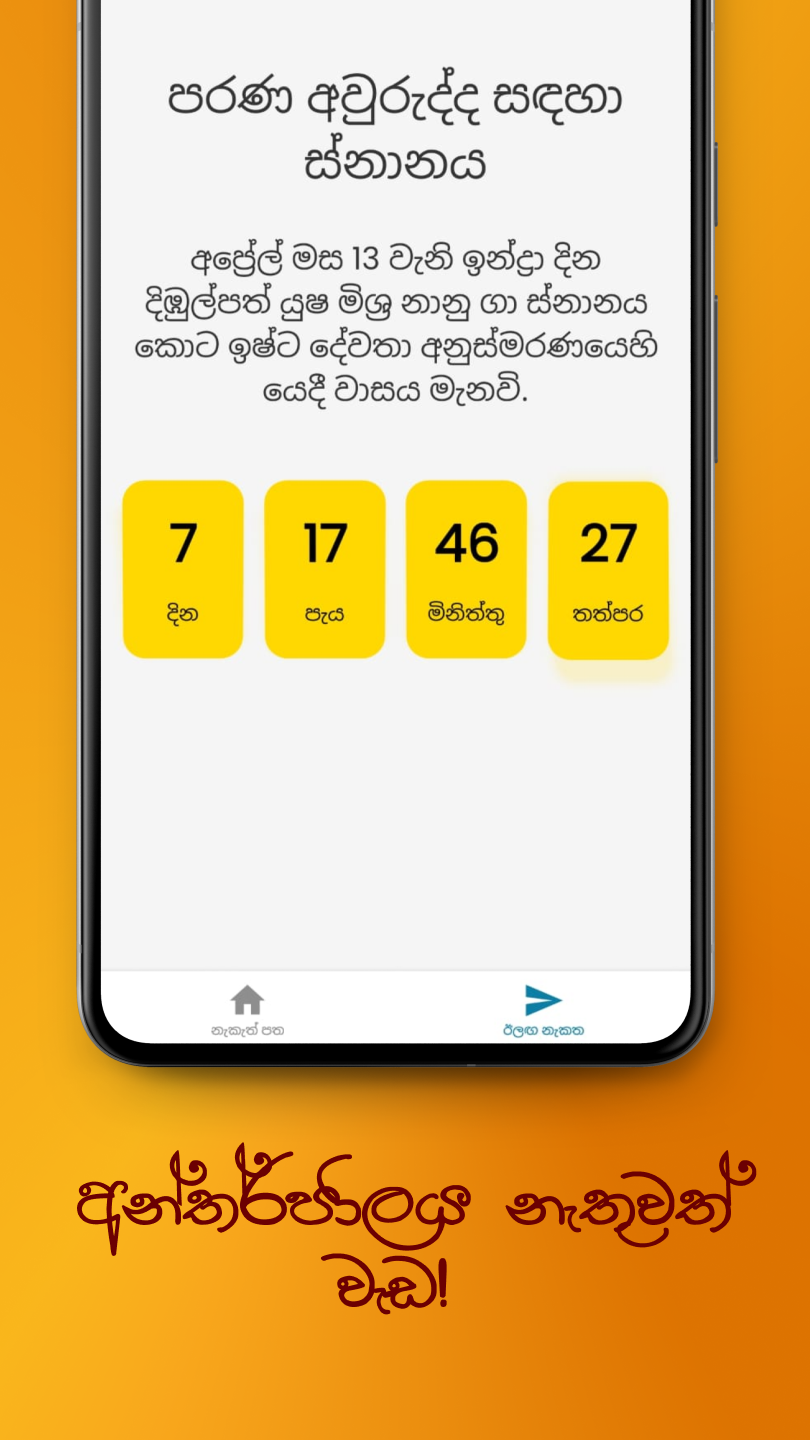 පරණ අවුරුද්ද සඳහා
ස්නානය
අප්‍රේල් මස 13 වැනි ඉන්ද්‍රා දින
දිඹුල්පත් යුෂ මිශ්‍ර නානු ගා ස්නානය
කොට ඉෂ්ට දේවතා අනුස්මරණයෙහි
යෙදී වාසය මැනවි.
7 17 46 27
දින පැය මිනිත්තු තත්පර
නැකැත් පත ඊලඟ නැකත
අන්තර්ජාලය නැතුවත්
වැඩ!